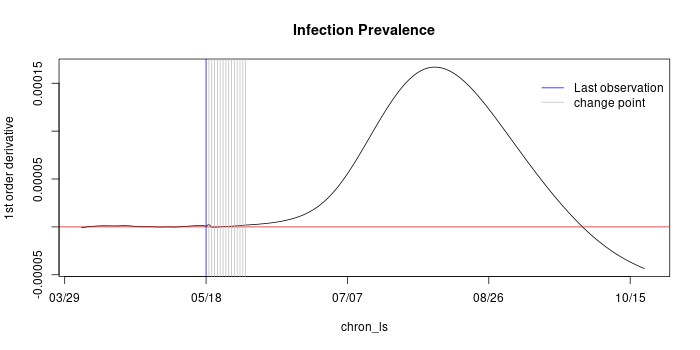 Infection Prevalence
1st order derivative
0.00015
0.00005
-0.00005
Last observation
change point
03/29
05/18
07/07
08/26
10/15
chron_ls